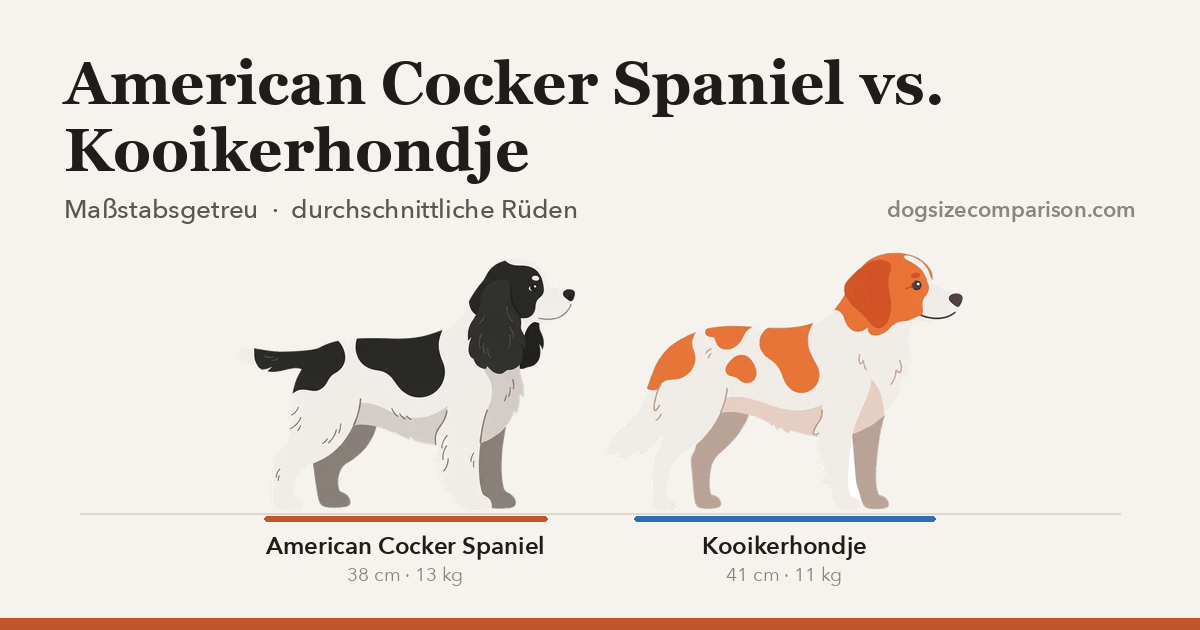 American Cocker Spaniel vs.
Kooikerhondje
Maßstabsgetreu · durchschnittliche Rüden
dogsizecomparison.com
American Cocker Spaniel
38 cm · 13 kg
Kooikerhondje
41 cm · 11 kg